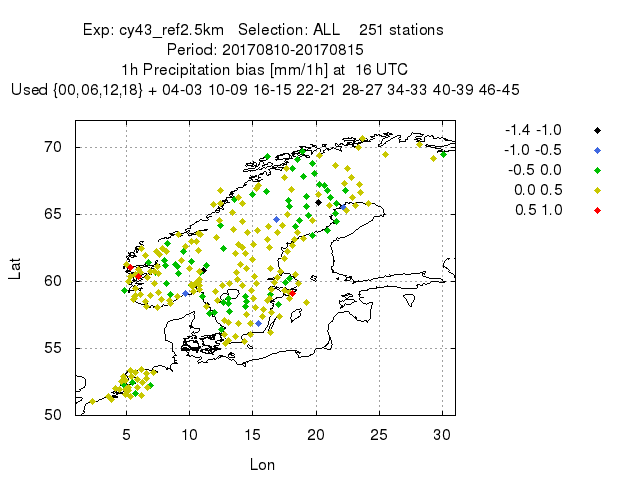 Exp: cy43_ref2.5km   Selection: ALL    251 stations
Period: 20170810-20170815
1h Precipitation bias [mm/1h] at  16 UTC
Used {00,06,12,18} + 04-03 10-09 16-15 22-21 28-27 34-33 40-39 46-45
-1.4 -1.0
-1.0 -0.5
-0.5 0.0
0.0 0.5
0.5 1.0
70
65
60
55
50
Lat
5 10 15 20 25 30
Lon